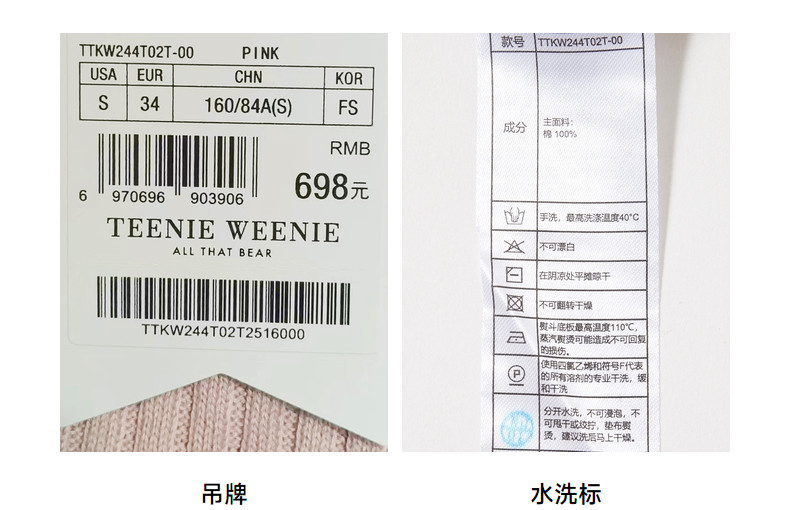 TTKW244T02T-00 PINK
USA EUR CHN KOR
S 34 160/84A(S) FS
RMB
698元
6 970696 903906
TEENIE WEENIE
ALL THAT BEAR
TTKW244T02T2516000
款号 TTKW244T02T-00
成分 主面料：
棉 100%
手洗，最高洗涤温度40°C
不可漂白
在阴凉处平摊晾干
不可翻转干燥
熨斗底板最高温度110°C，
蒸汽熨烫可能造成不可回复
的损伤。
P
使用四氯乙烯和符号F代表
的所有溶剂的专业干洗，缓
和干洗
分开水洗，不可浸泡，不
可甩干或绞拧，垫布熨
烫，建议洗后马上干燥。
吊牌
水洗标